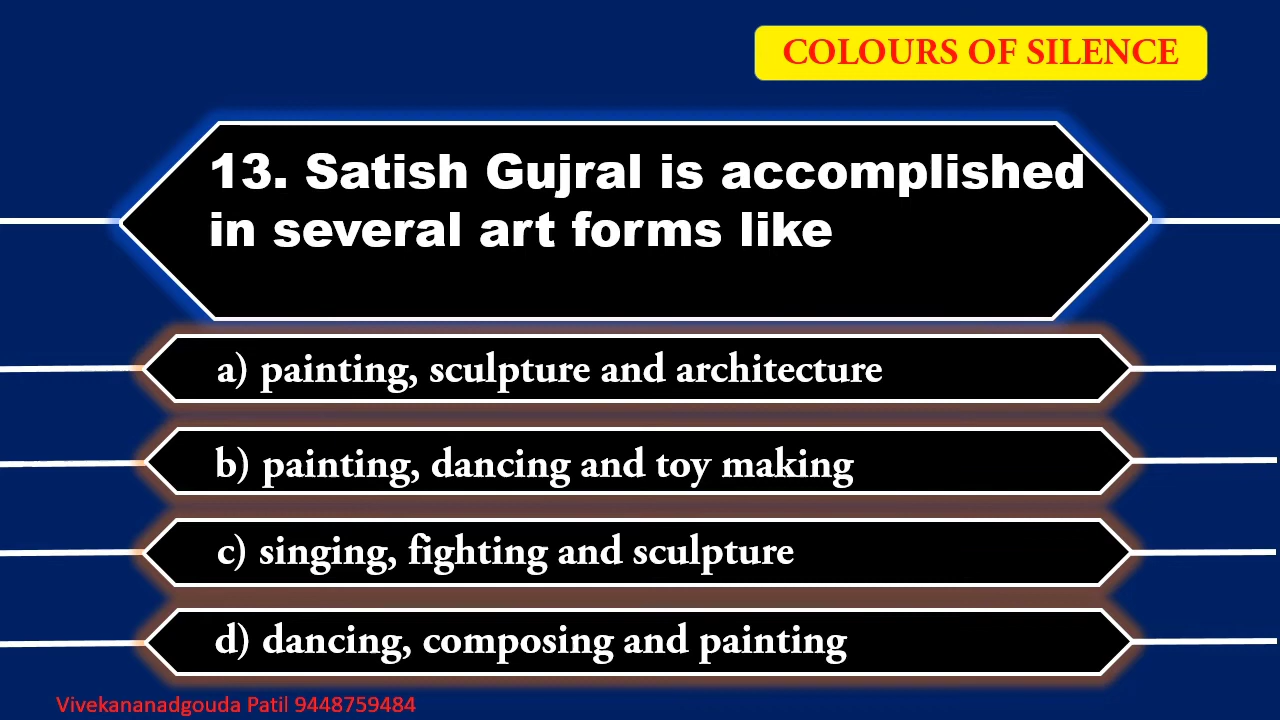 COLOURS OF SILENCE
13. Satish Gujral is accomplished
in several art forms like
a) painting, sculpture and architecture
b) painting, dancing and toy making
c) singing, fighting and sculpture
d) dancing, composing and painting
Vivekananadgouda Patil 9448759484